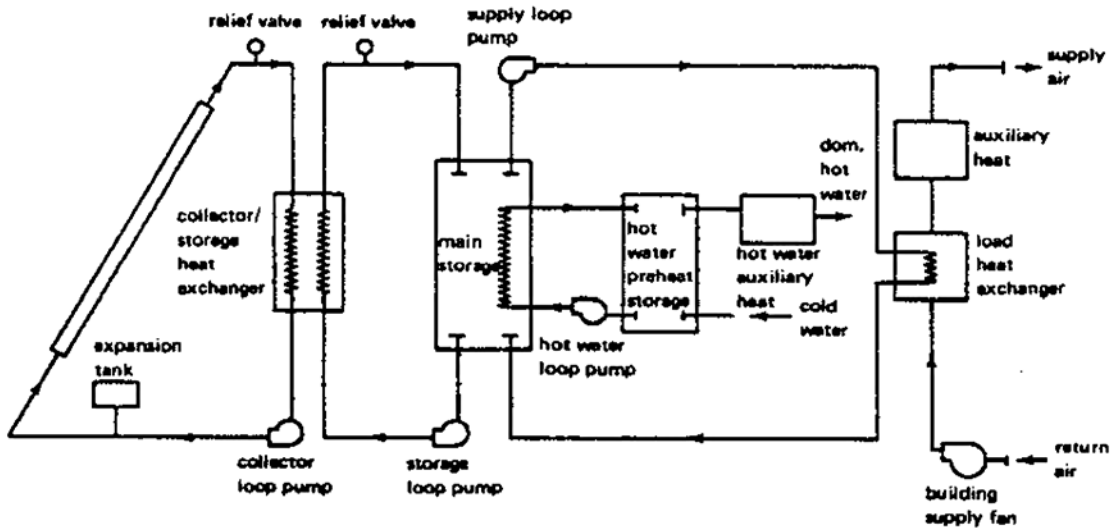 relief valve
relief valve
supply loop
pump
supply
air
auxiliary
heat
dom.
hot
water
collector/
storage
heat
exchanger
main
storage
hot
water
preheat
storage
hot water
auxiliary
heat
load
heat
exchanger
cold
water
expansion
tank
hot water
loop pump
collector
loop pump
storage
loop pump
return
air
building
supply fan